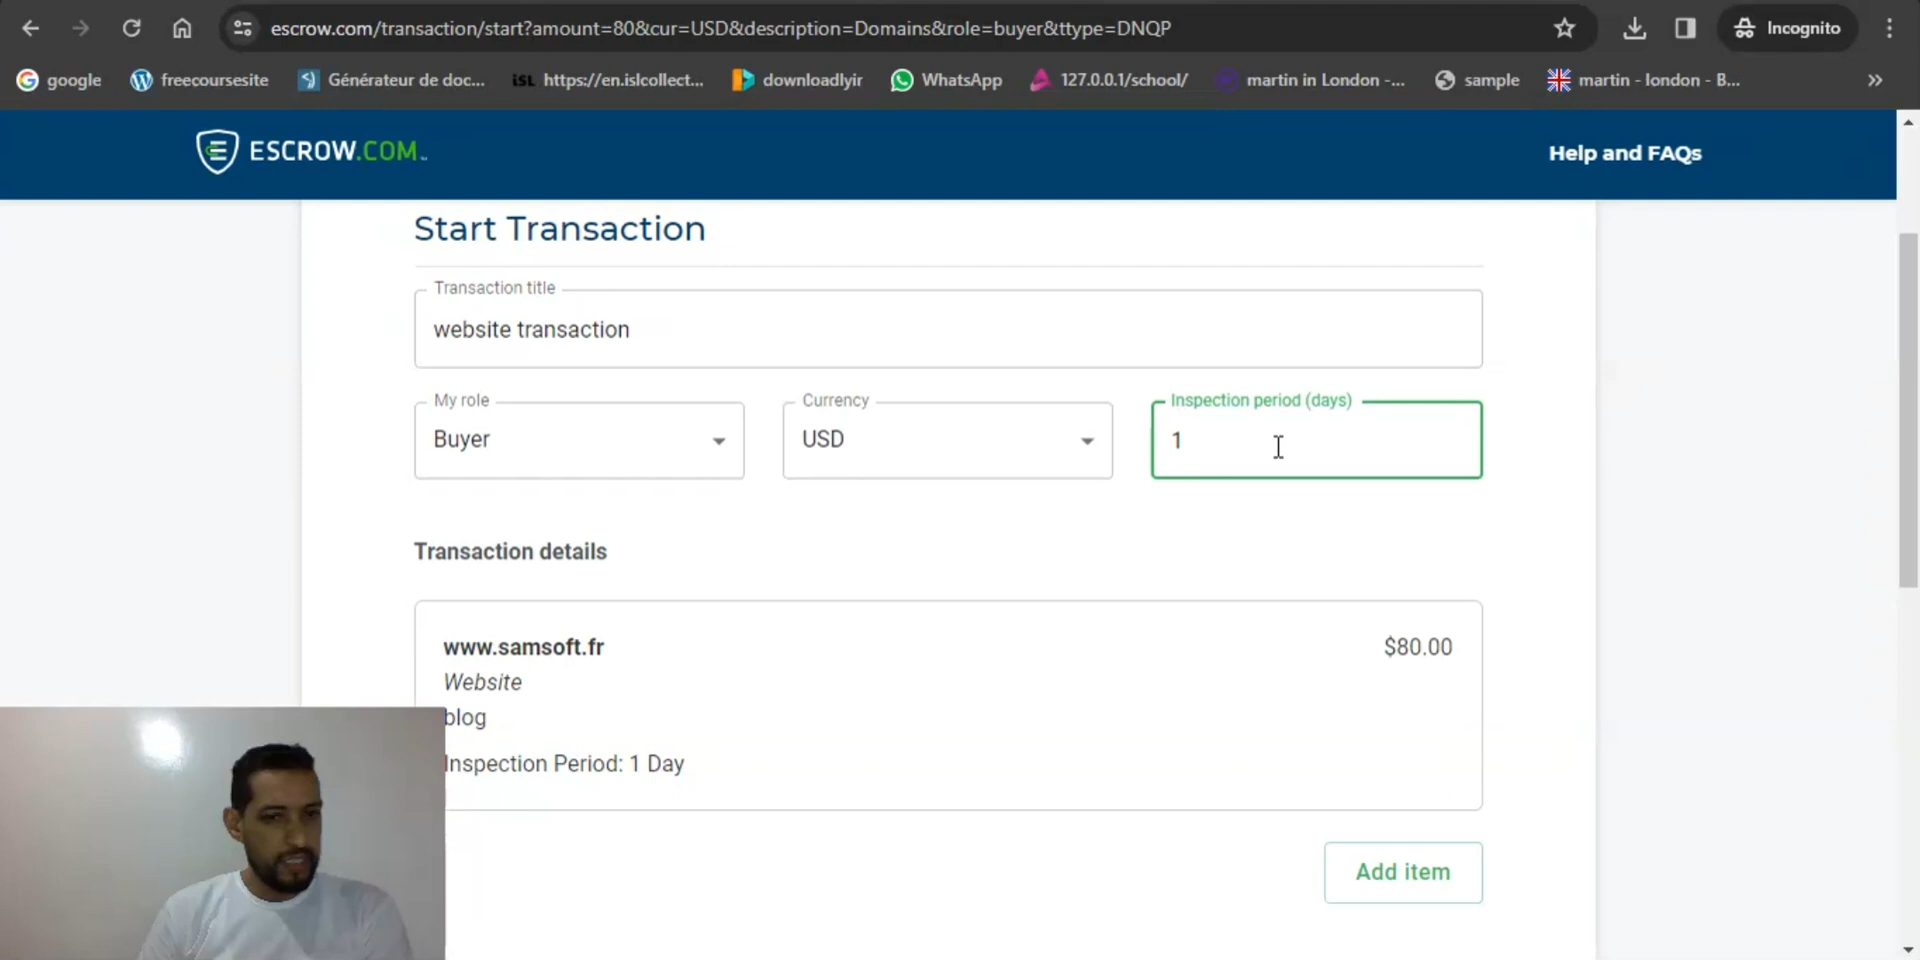 escrow.com/transaction/start?amount=80&cur=USD&description=Domains&role=buyer&ttype=DNQP
Incognito
google
freecoursesite
Générateur de doc...
ISL
https://en.islcollect...
downloadlyir
WhatsApp
127.0.0.1/school/
martin in London -...
sample
martin - london - B...
ESCROW.COM
Help and FAQs
Start Transaction
Transaction title
website transaction
My role
Currency
Inspection period (days)
Buyer
USD
1
Transaction details
www.samsoft.fr
$80.00
Website
blog
Inspection Period: 1 Day
Add item